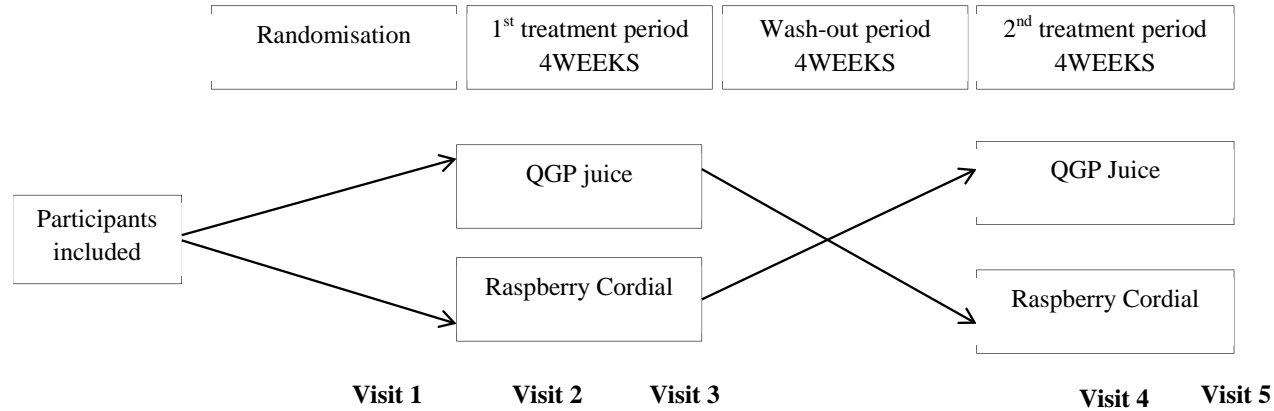 Randomisation
1st treatment period
4WEEKS
Wash-out period
4WEEKS
2nd treatment period
4WEEKS
Participants
included
QGP juice
Raspberry Cordial
QGP Juice
Raspberry Cordial
Visit 1
Visit 2
Visit 3
Visit 4
Visit 5